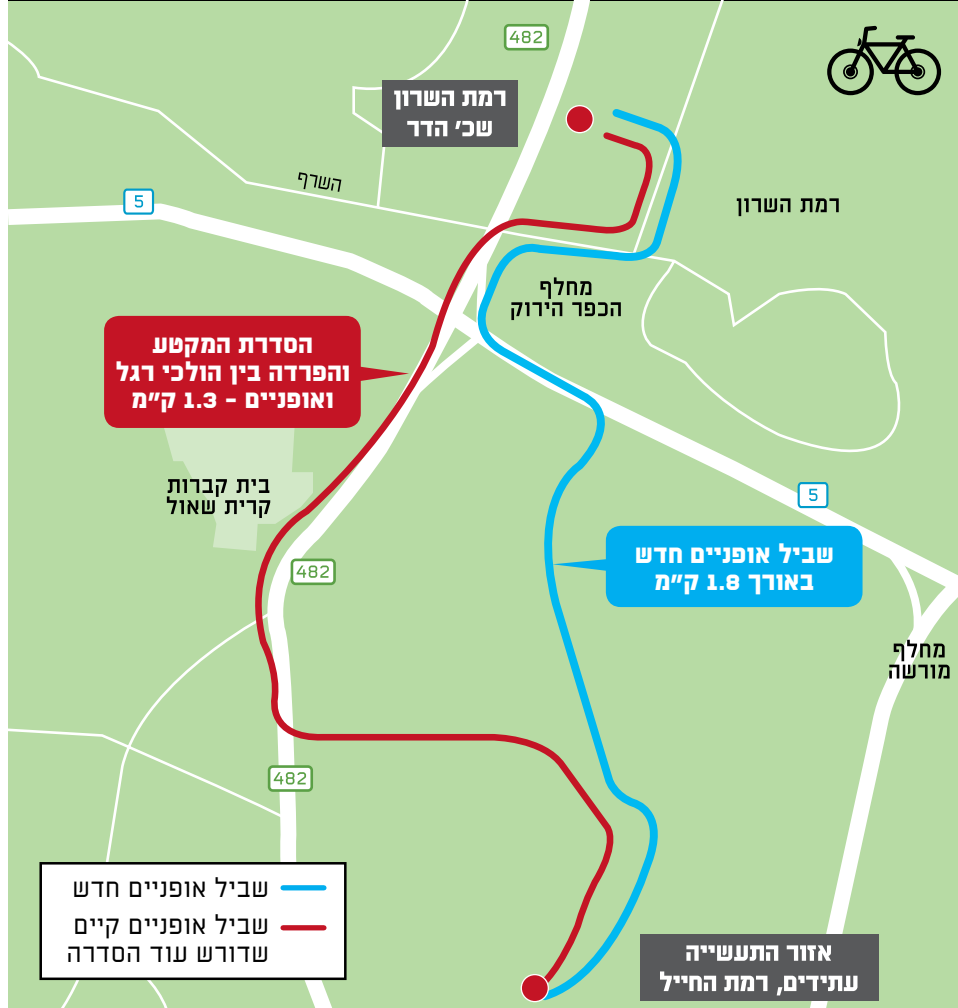 482
רמת השרון
שכ׳ הדר
השרף
5
רמת השרון
מחלף
הכפר הירוק
הסדרת המקטע
והפרדה בין הולכי רגל
ואופניים - 1.3 ק״מ
בית קברות
קרית שאול
5
שביל אופניים חדש
באורך 1.8 ק״מ
482
מחלף
מורשה
482
שביל אופניים חדש
שביל אופניים קיים
שדורש עוד הסדרה
אזור התעשייה
עתידים, רמת החייל